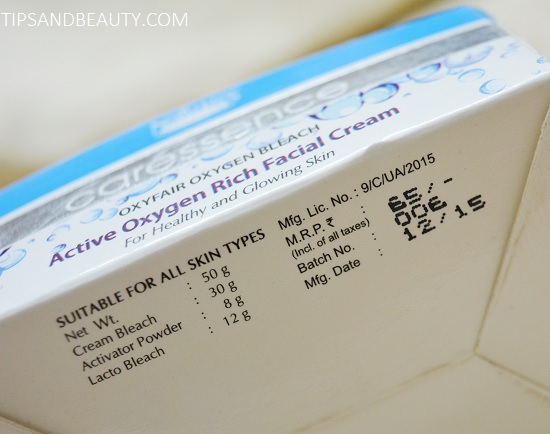 TIPSANDBEAUTY.COM
caressence
OXYFAIR OXYGEN BLEACH
Active Oxygen Rich Facial Cream
For Healthy and Glowing Skin
SUITABLE FOR ALL SKIN TYPES
Net Wt. : 50 g
Cream Bleach : 30 g
Activator Powder : 8 g
Lacto Bleach : 12 g
Mfg. Lic. No. : 9/C/UA/2015
M.R.P. ₹ : 65/-
(Incl. of all taxes)
Batch No. : 006
Mfg. Date : 12/15